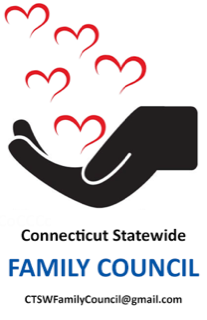 Connecticut Statewide
FAMILY COUNCIL
CTSWFamilyCouncil@gmail.com